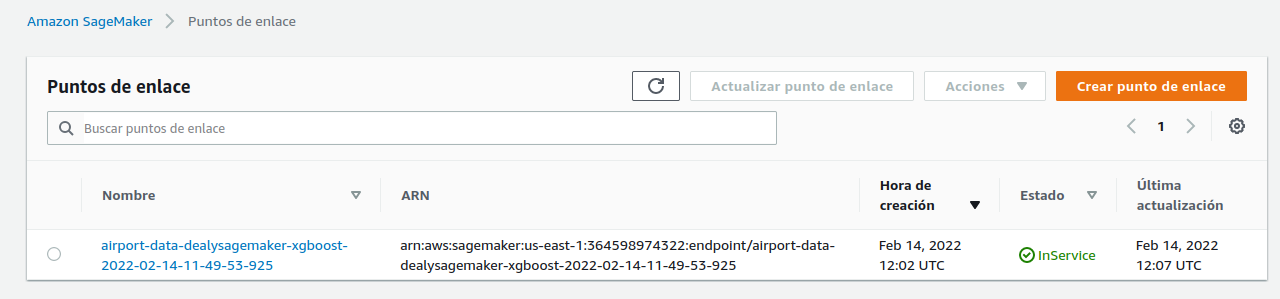 Amazon SageMaker > Puntos de enlace
Puntos de enlace
Actualizar punto de enlace
Acciones
Crear punto de enlace
Buscar puntos de enlace
1
Nombre
ARN
Hora de
creación
Estado
Última
actualización
airport-data-dealysagemaker-xgboost-
2022-02-14-11-49-53-925
arn:aws:sagemaker:us-east-1:364598974322:endpoint/airport-data-
dealysagemaker-xgboost-2022-02-14-11-49-53-925
Feb 14, 2022
12:02 UTC
InService
Feb 14, 2022
12:07 UTC